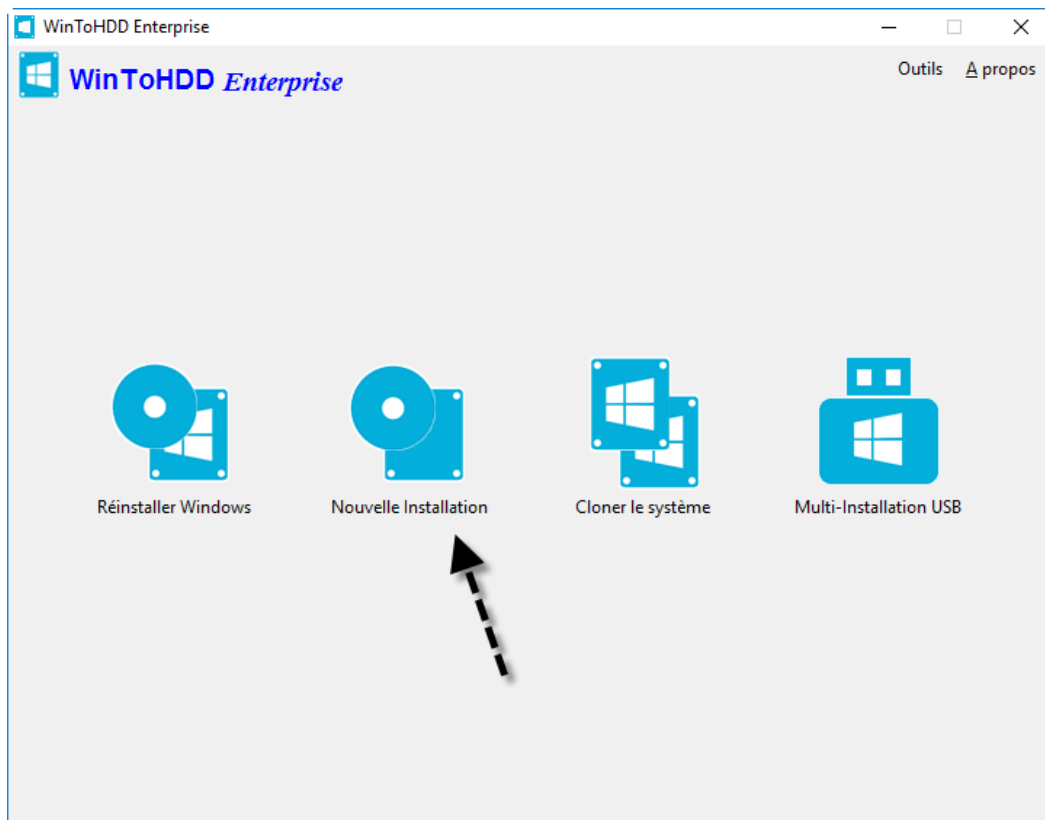 WinToHDD Enterprise
WinToHDD Enterprise
Outils A propos
Réinstaller Windows
Nouvelle Installation
Cloner le système
Multi-Installation USB